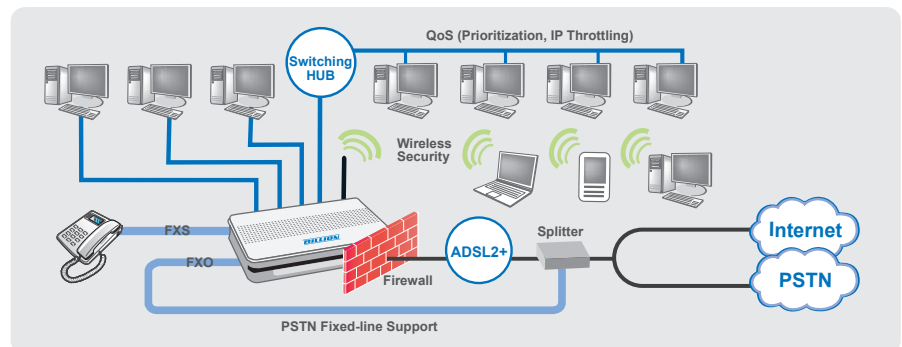 QoS (Prioritization, IP Throttling)
Switching
HUB
Wireless
Security
FXS
FXO
BILLION
Firewall
ADSL2+
Splitter
Internet
PSTN
PSTN Fixed-line Support